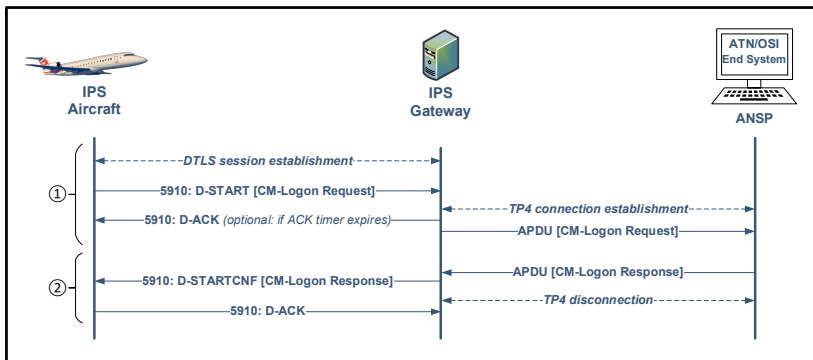 ATN/OSI
End System
IPS
Aircraft
IPS
Gateway
ANSP
①
DTLS session establishment
5910: D-START [CM-Logon Request]
TP4 connection establishment
5910: D-ACK (optional: if ACK timer expires)
APDU [CM-Logon Request]
②
APDU [CM-Logon Response]
5910: D-STARTCNF [CM-Logon Response]
TP4 disconnection
5910: D-ACK